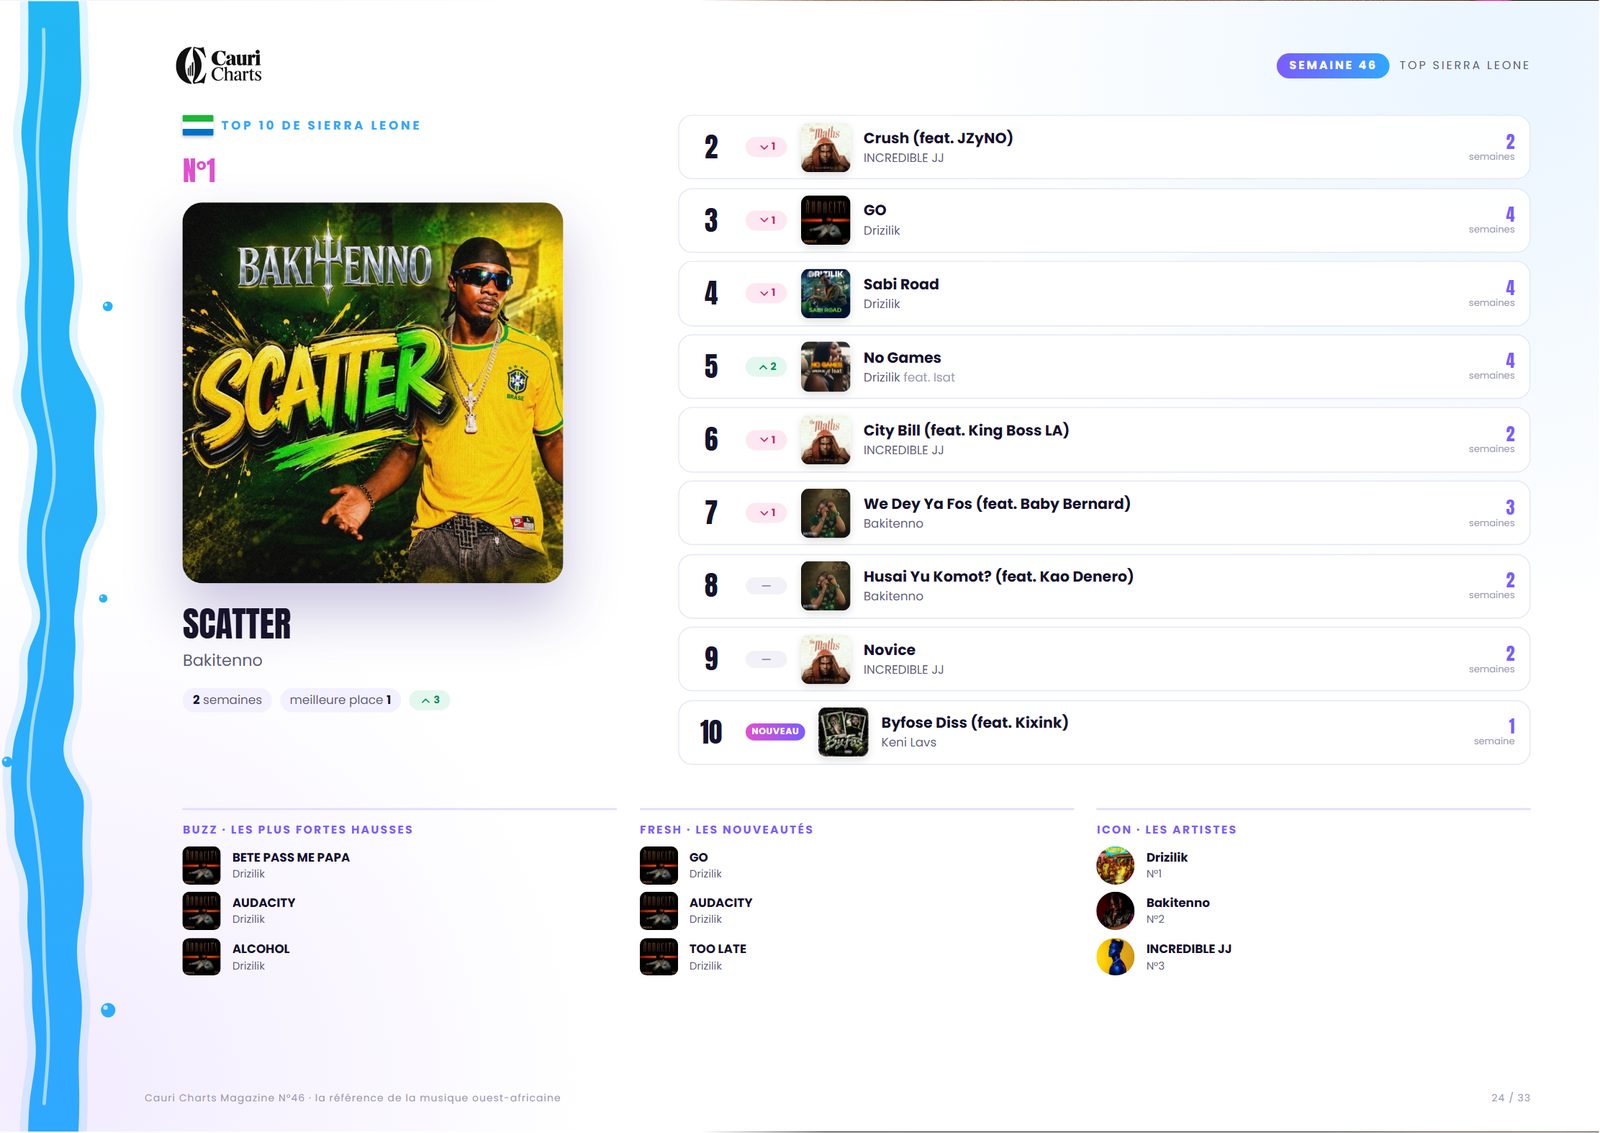 Cauri
Charts
SEMAINE 46
TOP SIERRA LEONE
TOP 10 DE SIERRA LEONE
N°1
BAKITENNO
SCATTER
BRASIL
SCATTER
Bakitenno
2 semaines
meilleure place 1
3
2
1
Crush (feat. JZyNO)
INCREDIBLE JJ
2
semaines
3
1
AUDACITY
GO
Drizilik
4
semaines
4
1
DRIZILIK
SABI ROAD
Sabi Road
Drizilik
4
semaines
5
2
NO GAMES
No Games
Drizilik feat. Isat
4
semaines
6
1
City Bill (feat. King Boss LA)
INCREDIBLE JJ
2
semaines
7
1
We Dey Ya Fos (feat. Baby Bernard)
Bakitenno
3
semaines
8
—
Husai Yu Komot? (feat. Kao Denero)
Bakitenno
2
semaines
9
—
Novice
INCREDIBLE JJ
2
semaines
10
NOUVEAU
Byfose Diss (feat. Kixink)
Keni Lavs
1
semaine
BUZZ · LES PLUS FORTES HAUSSES
BETE PASS ME PAPA
Drizilik
AUDACITY
Drizilik
ALCOHOL
Drizilik
FRESH · LES NOUVEAUTÉS
GO
Drizilik
AUDACITY
Drizilik
TOO LATE
Drizilik
ICON · LES ARTISTES
Drizilik
N°1
Bakitenno
N°2
INCREDIBLE JJ
N°3
Cauri Charts Magazine N°46 · la référence de la musique ouest-africaine
24 / 33